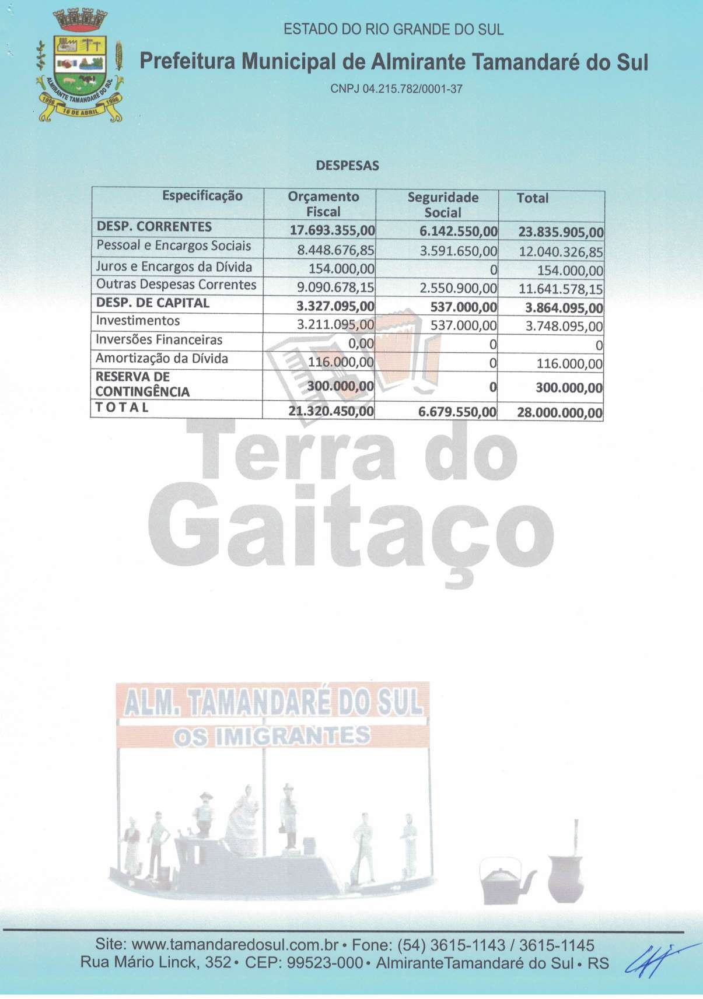 ESTADO DO RIO GRANDE DO SUL
Prefeitura Municipal de Almirante Tamandaré do Sul
CNPJ 04.215.782/0001-37
ALMIRANTE TAMANDARÉ DO SUL
1996 16 DE ABRIL 1996
DESPESAS
Especificação Orçamento Fiscal Seguridade Social Total
DESP. CORRENTES 17.693.355,00 6.142.550,00 23.835.905,00
Pessoal e Encargos Sociais 8.448.676,85 3.591.650,00 12.040.326,85
Juros e Encargos da Dívida 154.000,00 0 154.000,00
Outras Despesas Correntes 9.090.678,15 2.550.900,00 11.641.578,15
DESP. DE CAPITAL 3.327.095,00 537.000,00 3.864.095,00
Investimentos 3.211.095,00 537.000,00 3.748.095,00
Inversões Financeiras 0,00 0 0
Amortização da Dívida 116.000,00 0 116.000,00
RESERVA DE CONTINGÊNCIA 300.000,00 0 300.000,00
T O T A L 21.320.450,00 6.679.550,00 28.000.000,00
Terra do
Gaitaço
ALM. TAMANDARÉ DO SUL
OS IMIGRANTES
Site: www.tamandaredosul.com.br • Fone: (54) 3615-1143 / 3615-1145
Rua Mário Linck, 352 • CEP: 99523-000 • AlmiranteTamandaré do Sul • RS